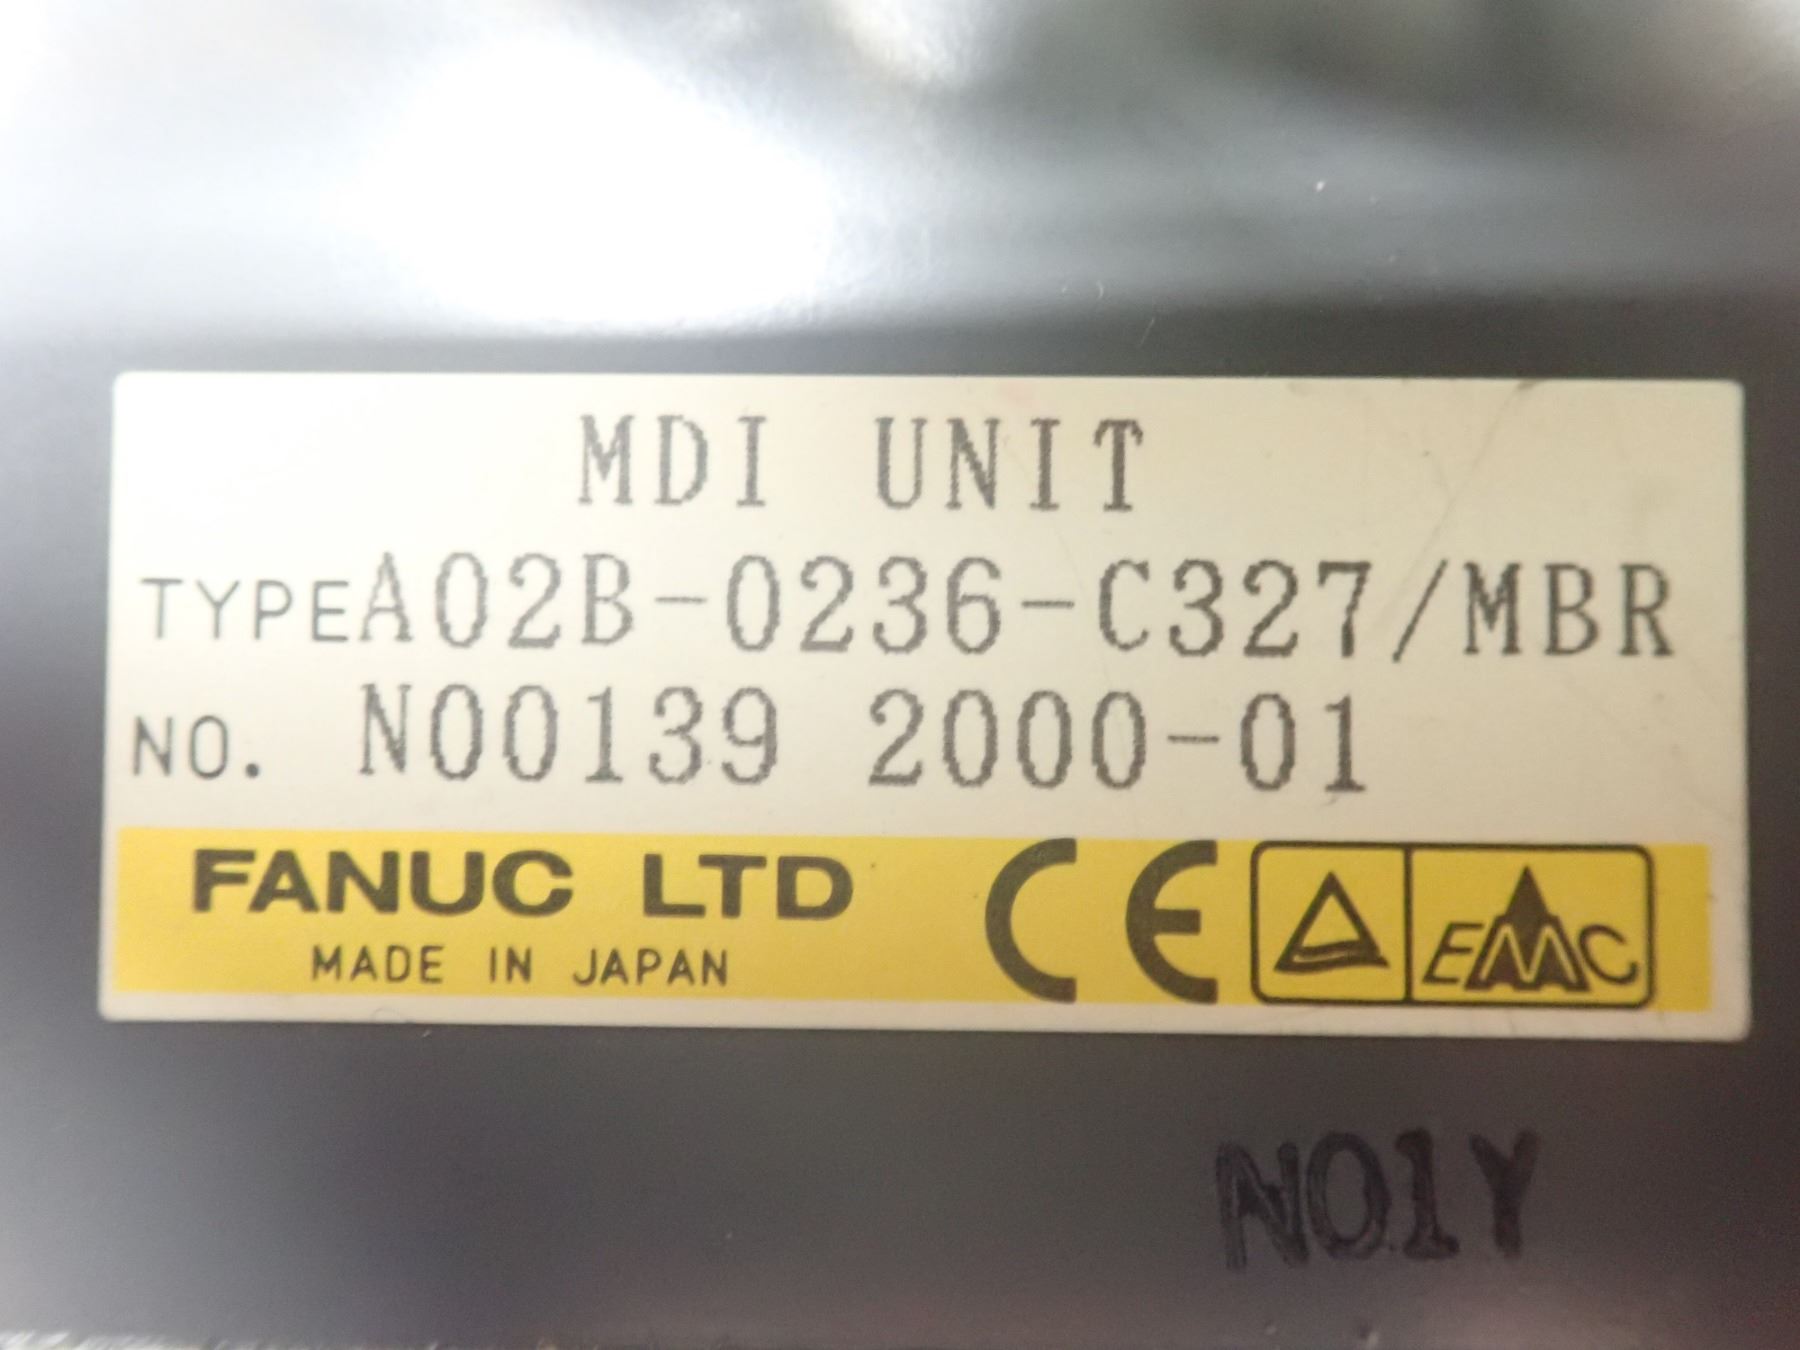 MDI UNIT
TYPE A02B-0236-C327/MBR
NO. N00139 2000-01
FANUC LTD CE EMC
MADE IN JAPAN
N01Y